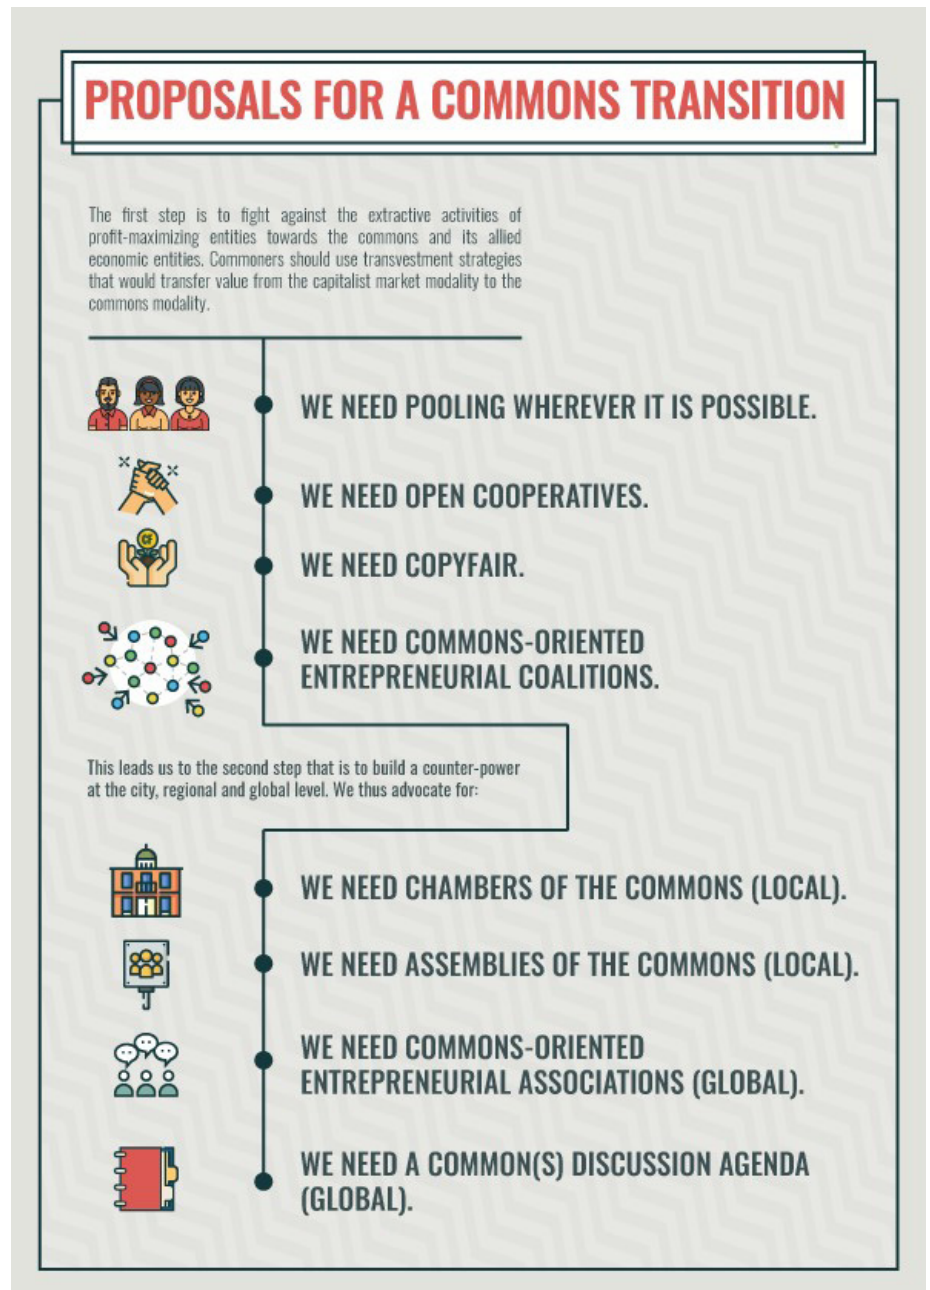 PROPOSALS FOR A COMMONS TRANSITION
The first step is to fight against the extractive activities of
profit-maximizing entities towards the commons and its allied
economic entities. Commoners should use transvestment strategies
that would transfer value from the capitalist market modality to the
commons modality.
WE NEED POOLING WHEREVER IT IS POSSIBLE.
WE NEED OPEN COOPERATIVES.
CF
WE NEED COPYFAIR.
WE NEED COMMONS-ORIENTED
ENTREPRENEURIAL COALITIONS.
This leads us to the second step that is to build a counter-power
at the city, regional and global level. We thus advocate for:
WE NEED CHAMBERS OF THE COMMONS (LOCAL).
WE NEED ASSEMBLIES OF THE COMMONS (LOCAL).
WE NEED COMMONS-ORIENTED
ENTREPRENEURIAL ASSOCIATIONS (GLOBAL).
WE NEED A COMMON(S) DISCUSSION AGENDA
(GLOBAL).